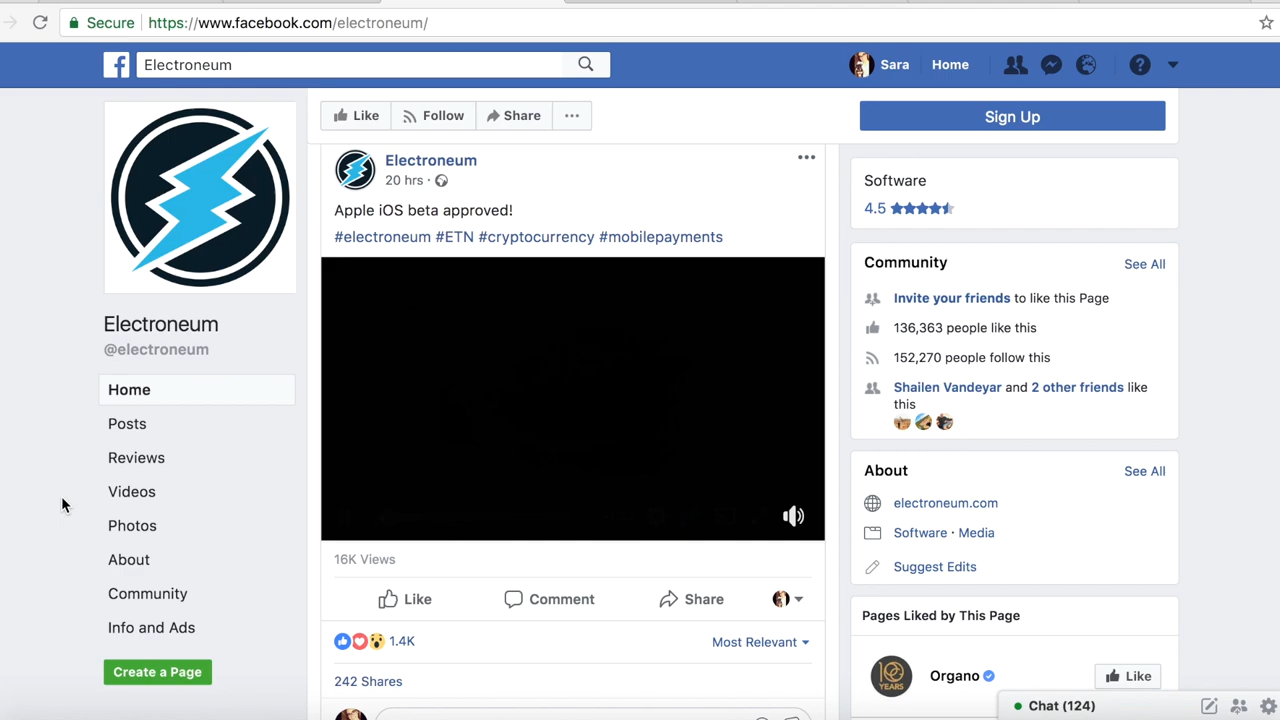 Secure https://www.facebook.com/electroneum/
Electroneum
Sara Home
Like Follow Share
Sign Up
Electroneum
20 hrs ·
Apple iOS beta approved!
#electroneum #ETN #cryptocurrency #mobilepayments
16K Views
Like Comment Share
1.4K
Most Relevant
242 Shares
Electroneum
@electroneum
Home
Posts
Reviews
Videos
Photos
About
Community
Info and Ads
Create a Page
Software
4.5
Community See All
Invite your friends to like this Page
136,363 people like this
152,270 people follow this
Shailen Vandeyar and 2 other friends like
this
About See All
electroneum.com
Software · Media
Suggest Edits
Pages Liked by This Page
10
YEARS
Organo
Like
Chat (124)